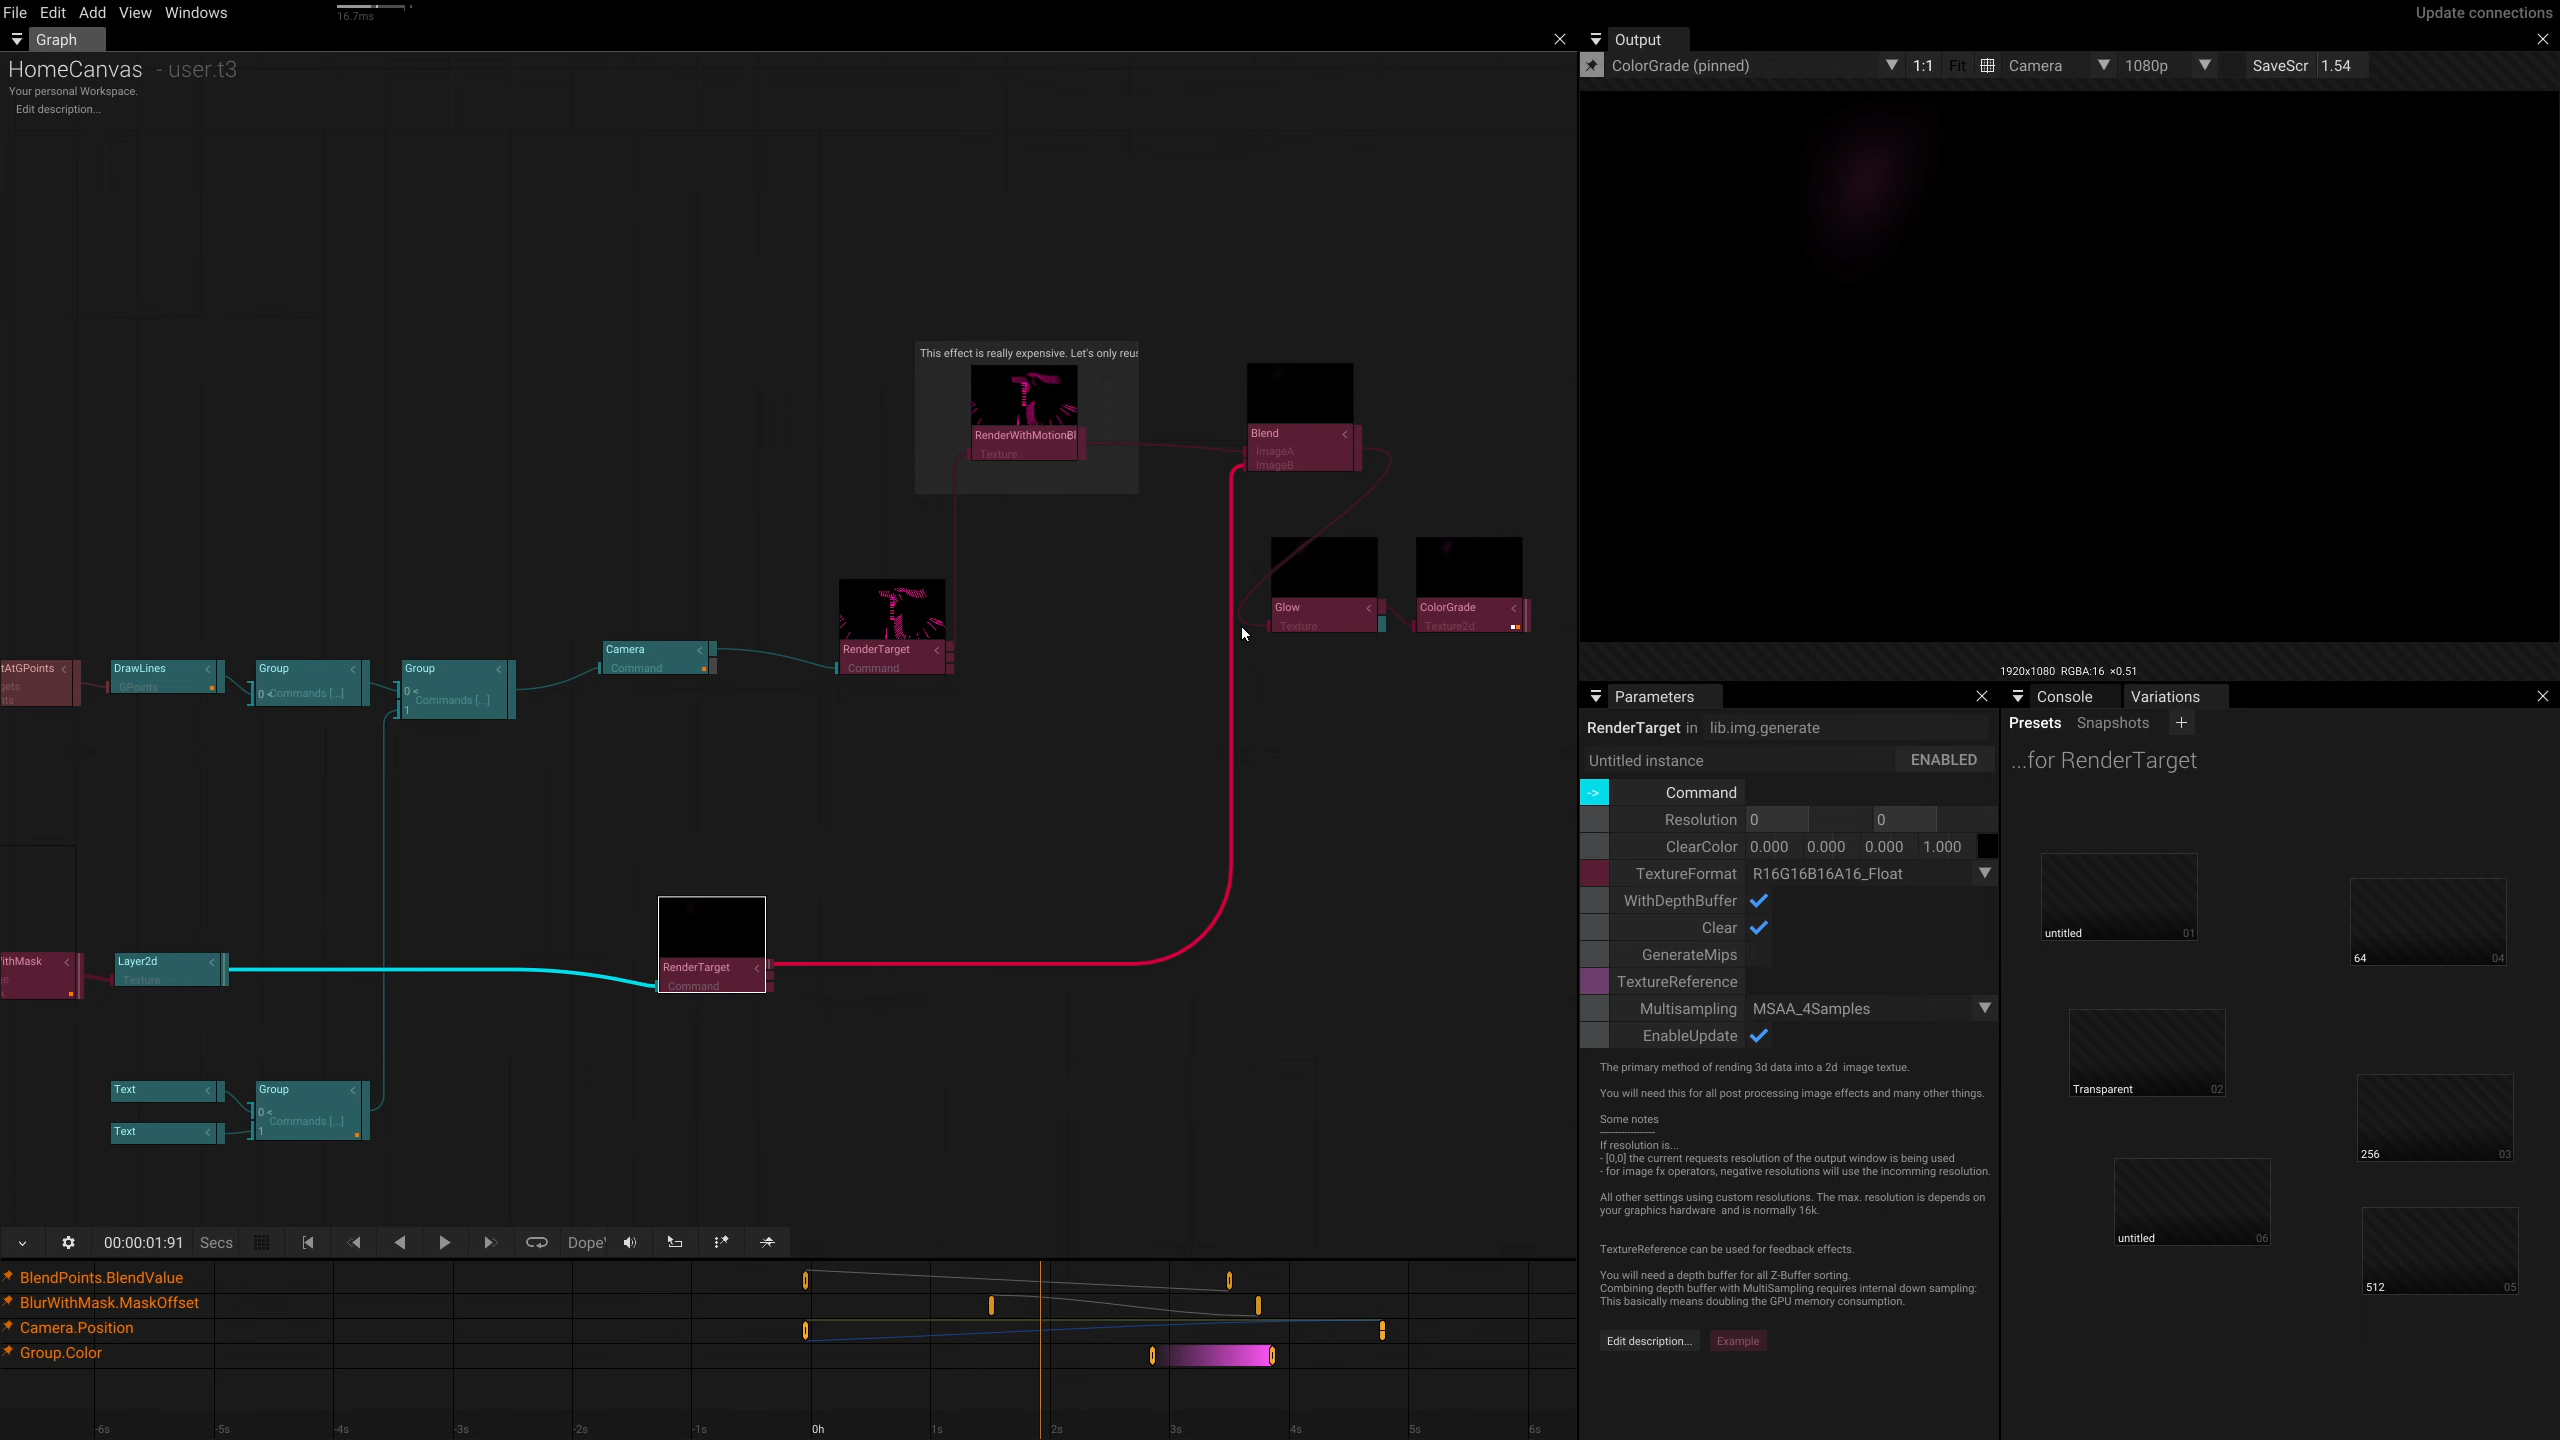 File Edit Add View Windows
16.7ms
Update connections
Graph
HomeCanvas - user.t3
Your personal Workspace.
Edit description...
This effect is really expensive. Let's only reus
RenderWithMotionBl
Texture
Blend
ImageA
ImageB
Glow
Texture
ColorGrade
Texture2d
RenderTarget
Command
Camera
Command
tAtGPoints
gets
nts
DrawLines
GPoints
Group
0 <
Commands [...]
Group
0 <
Commands [...]
1
ithMask
ge
Layer2d
Texture
RenderTarget
Command
Text
Text
Group
0 <
Commands [...]
1
00:00:01:91 Secs
Dope
BlendPoints.BlendValue
BlurWithMask.MaskOffset
Camera.Position
Group.Color
-6s -5s -4s -3s -2s -1s 0h 1s 2s 3s 4s 5s 6s
Output
ColorGrade (pinned) 1:1 Fit Camera 1080p SaveScr 1.54
1920x1080 RGBA:16 ×0.51
Parameters
RenderTarget in lib.img.generate
Untitled instance ENABLED
-> Command
Resolution 0 0
ClearColor 0.000 0.000 0.000 1.000
TextureFormat R16G16B16A16_Float
WithDepthBuffer
Clear
GenerateMips
TextureReference
Multisampling MSAA_4Samples
EnableUpdate
The primary method of rending 3d data into a 2d image textue.
You will need this for all post processing image effects and many other things.
Some notes
------------------
If resolution is...
- [0,0] the current requests resolution of the output window is being used
- for image fx operators, negative resolutions will use the incomming resolution.
All other settings using custom resolutions. The max. resolution is depends on
your graphics hardware and is normally 16k.
TextureReference can be used for feedback effects.
You will need a depth buffer for all Z-Buffer sorting.
Combining depth buffer with MultiSampling requires internal down sampling:
This basically means doubling the GPU memory consumption.
Edit description... Example
Console Variations
Presets Snapshots +
...for RenderTarget
untitled 01
64 04
Transparent 02
256 03
untitled 06
512 05